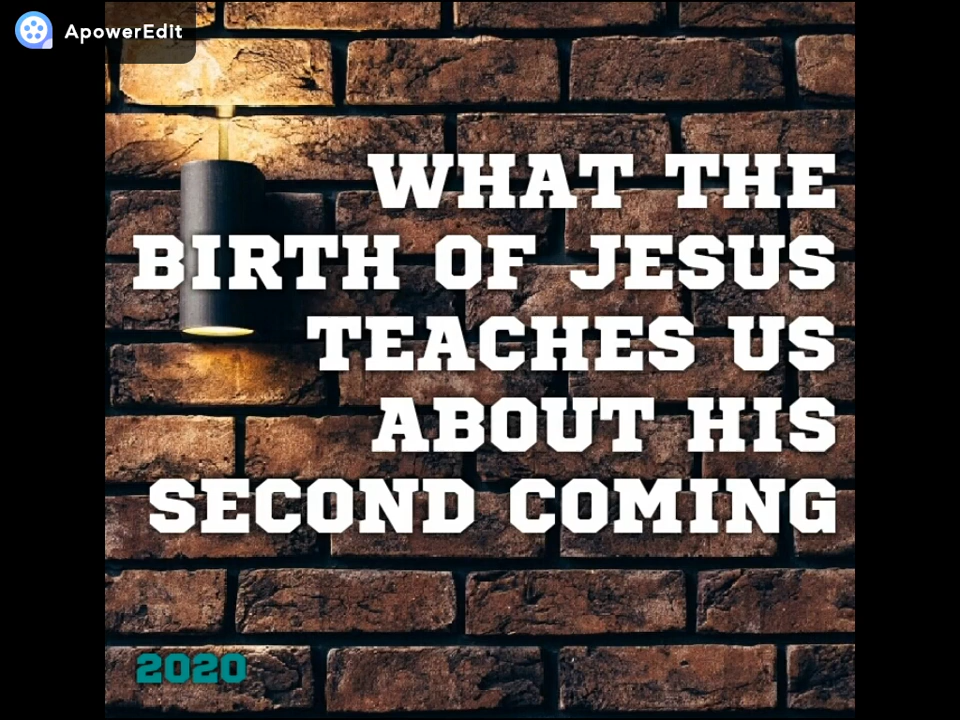 ApowerEdit
WHAT THE
BIRTH OF JESUS
TEACHES US
ABOUT HIS
SECOND COMING
2020